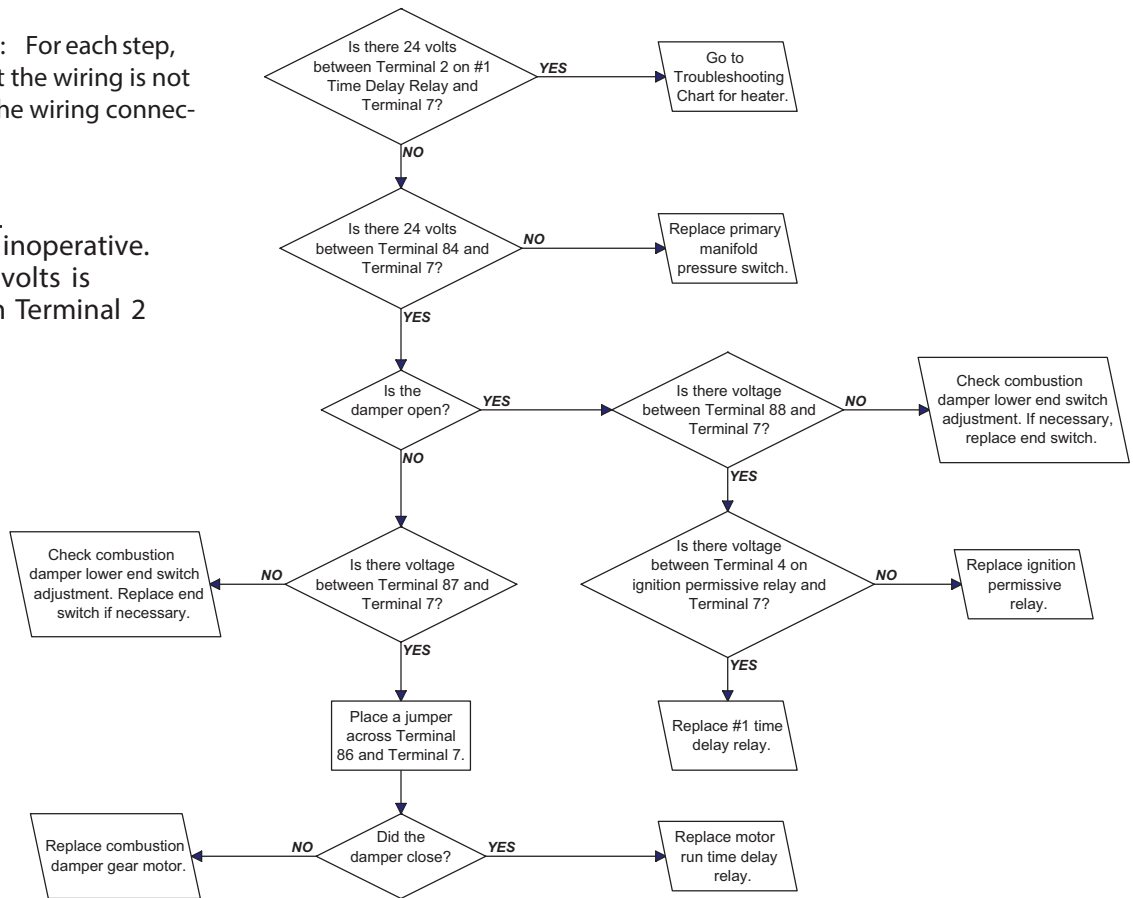 : For each step,
t the wiring is not
he wiring connec-
inoperative.
volts is
n Terminal 2
Is there 24 volts
between Terminal 2 on #1
Time Delay Relay and
Terminal 7?
YES
Go to
Troubleshooting
Chart for heater.
NO
Is there 24 volts
between Terminal 84 and
Terminal 7?
NO
Replace primary
manifold
pressure switch.
YES
Is the
damper open?
YES
Is there voltage
between Terminal 88 and
Terminal 7?
NO
Check combustion
damper lower end switch
adjustment. If necessary,
replace end switch.
NO
YES
Check combustion
damper lower end switch
adjustment. Replace end
switch if necessary.
NO
Is there voltage
between Terminal 87 and
Terminal 7?
Is there voltage
between Terminal 4 on
ignition permissive relay and
Terminal 7?
NO
Replace ignition
permissive
relay.
YES
YES
Place a jumper
across Terminal
86 and Terminal 7.
Replace #1 time
delay relay.
Replace combustion
damper gear motor.
NO
Did the
damper close?
YES
Replace motor
run time delay
relay.